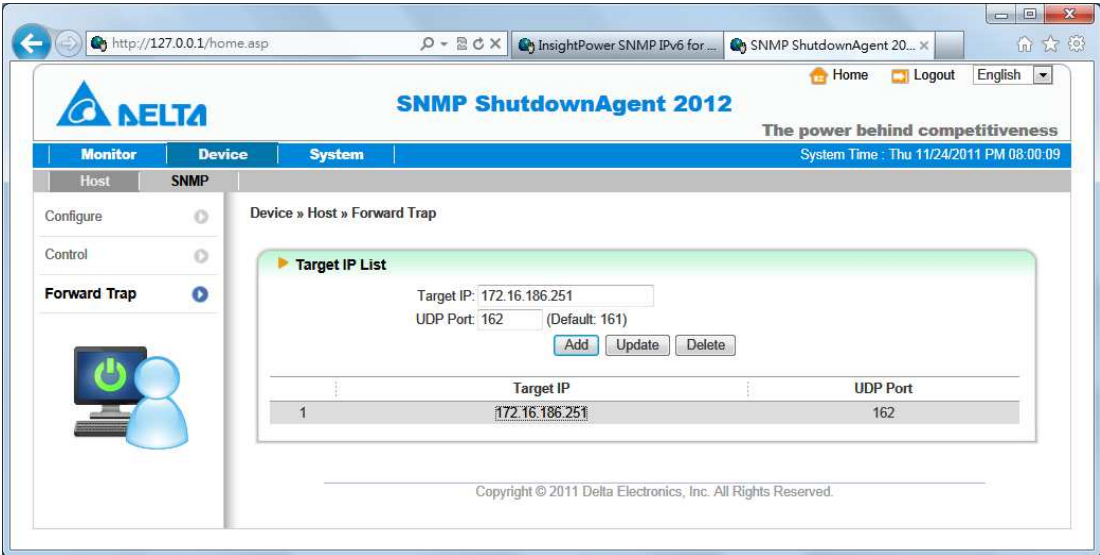 http://127.0.0.1/home.asp
InsightPower SNMP IPv6 for ...
SNMP ShutdownAgent 20...
Home
Logout
English
DELTA
SNMP ShutdownAgent 2012
The power behind competitiveness
Monitor
Device
System
System Time : Thu 11/24/2011 PM 08:00:09
Host
SNMP
Configure
Control
Forward Trap
Device » Host » Forward Trap
Target IP List
Target IP: 172.16.186.251
UDP Port: 162 (Default: 161)
Add Update Delete
Target IP UDP Port
1 172.16.186.251 162
Copyright © 2011 Delta Electronics, Inc. All Rights Reserved.